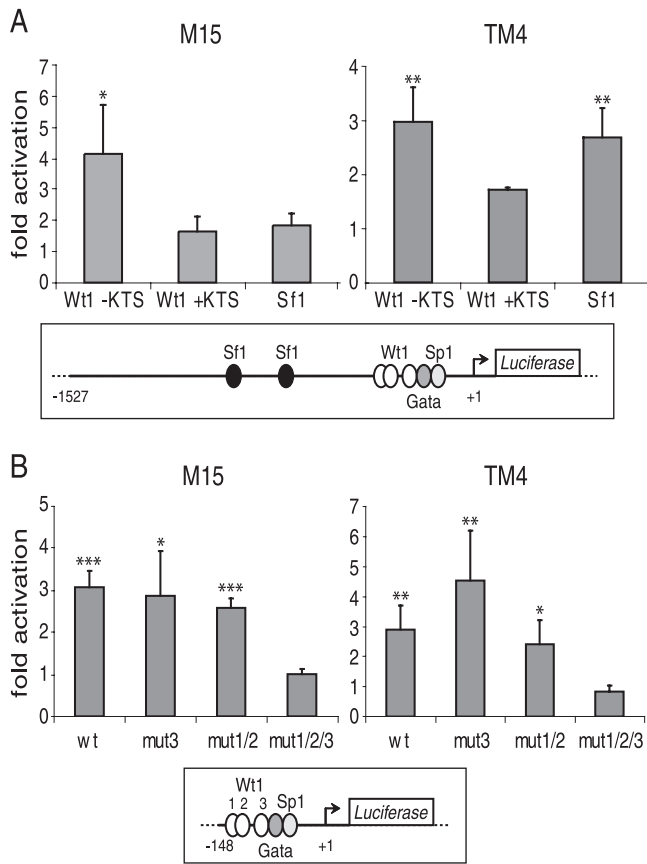 A
M15
TM4
fold activation
7
6
5
4
3
2
1
0
*
Wt1 -KTS
Wt1 +KTS
Sf1
4
3
2
1
0
**
**
Wt1 -KTS
Wt1 +KTS
Sf1
Sf1
Sf1
Wt1
Sp1
Luciferase
-1527
Gata
+1
B
M15
TM4
fold activation
5
4
3
2
1
0
***
*
***
wt
mut3
mut1/2
mut1/2/3
7
6
5
4
3
2
1
0
**
**
*
wt
mut3
mut1/2
mut1/2/3
Wt1
1 2 3 Sp1
Luciferase
-148
Gata
+1